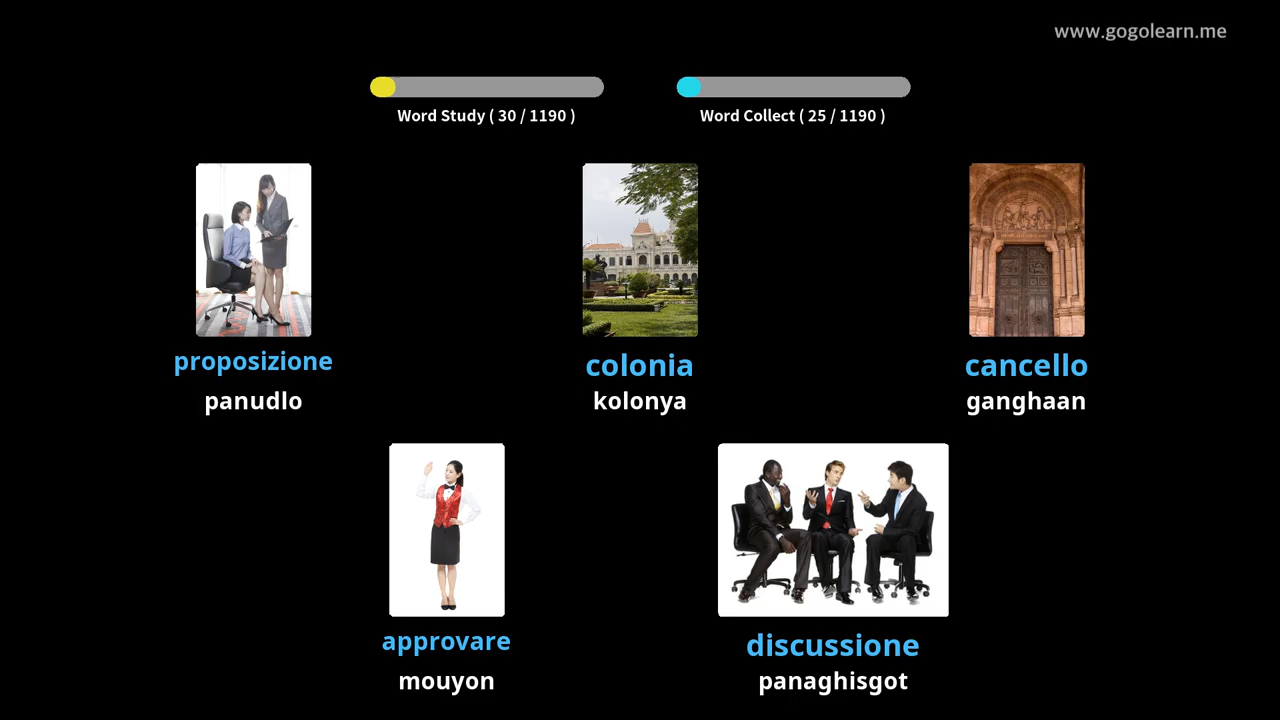 www.gogolearn.me
Word Study ( 30 / 1190 )
Word Collect ( 25 / 1190 )
proposizione
panudlo
colonia
kolonya
cancello
ganghaan
approvare
mouyon
discussione
panaghisgot